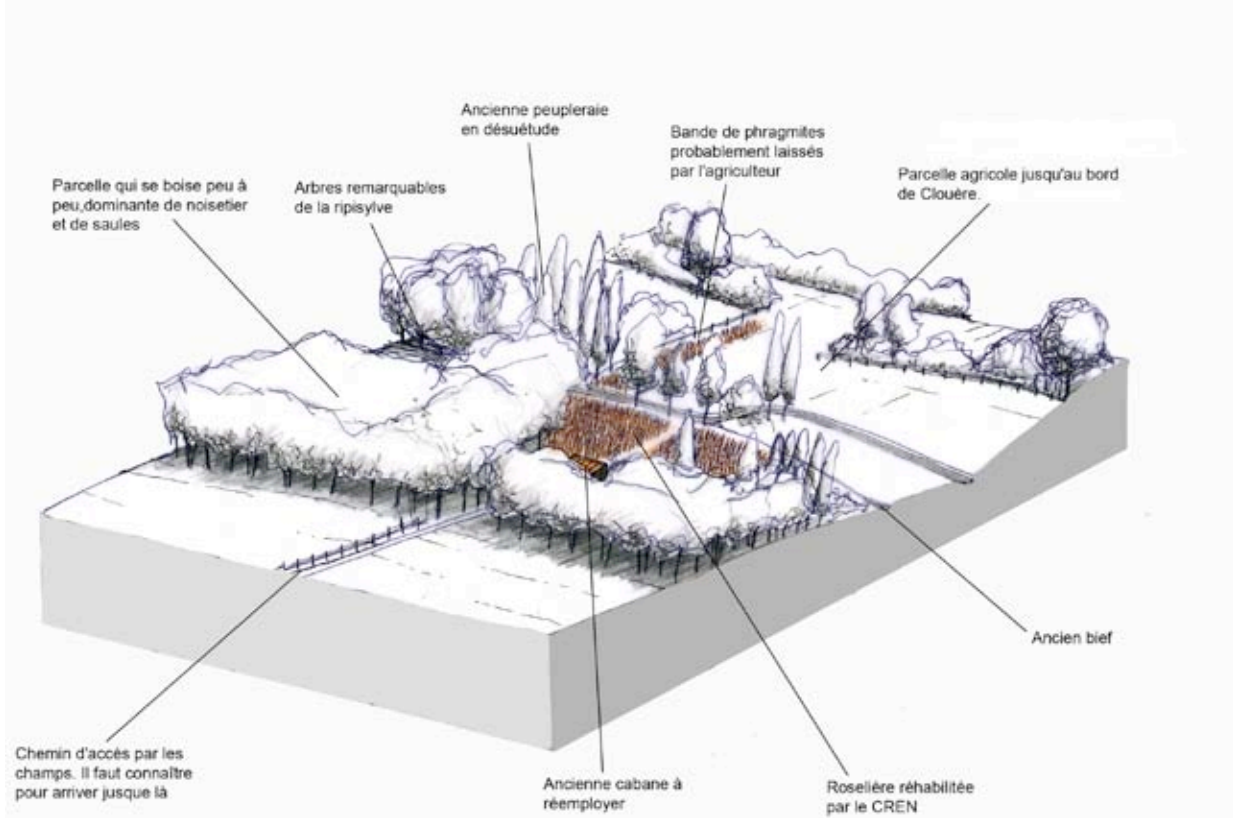 Ancienne peupleraie
en désuétude
Bande de phragmites
probablement laissés
par l'agriculteur
Parcelle agricole jusqu'au bord
de Clouère.
Parcelle qui se boise peu à
peu,dominante de noisetier
et de saules
Arbres remarquables
de la ripisylve
Ancien bief
Chemin d'accès par les
champs. Il faut connaître
pour arriver jusque là
Ancienne cabane à
réemployer
Roselière réhabilitée
par le CREN